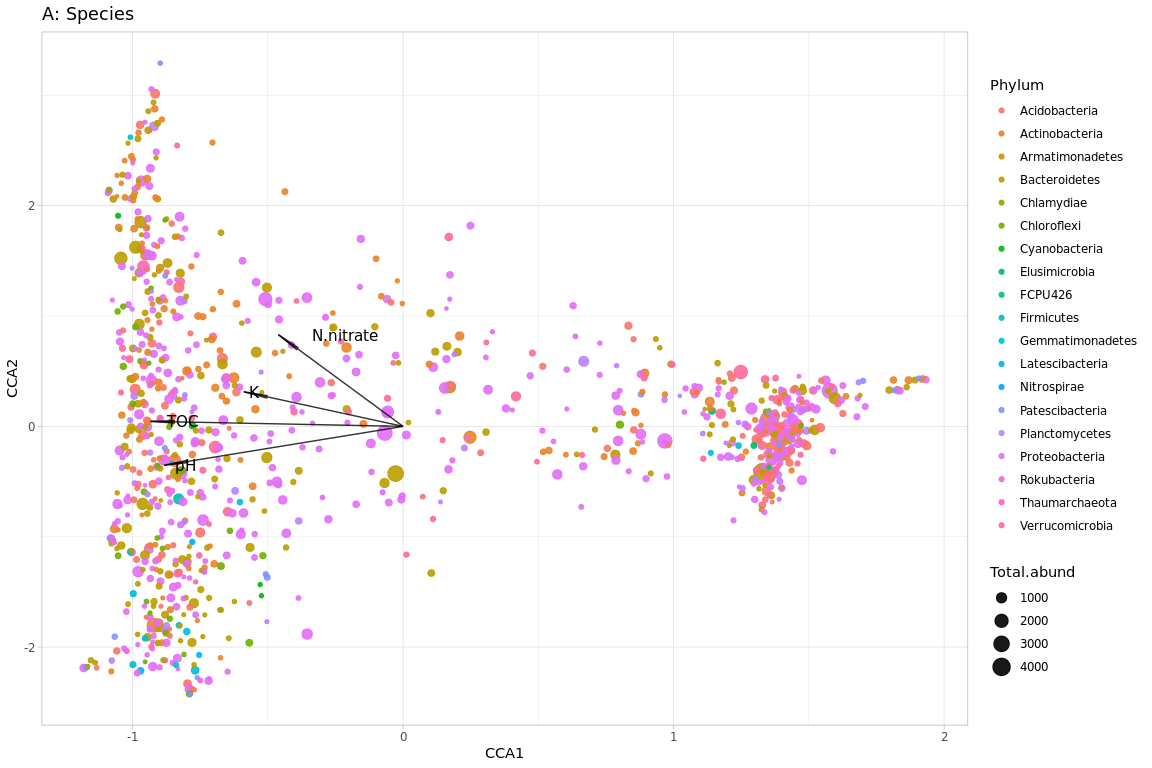 A: Species
CCA2
2
0
-2
-1
0
1
2
CCA1
N.nitrate
K
TOC
pH
Phylum
Acidobacteria
Actinobacteria
Armatimonadetes
Bacteroidetes
Chlamydiae
Chloroflexi
Cyanobacteria
Elusimicrobia
FCPU426
Firmicutes
Gemmatimonadetes
Latescibacteria
Nitrospirae
Patescibacteria
Planctomycetes
Proteobacteria
Rokubacteria
Thaumarchaeota
Verrucomicrobia
Total.abund
1000
2000
3000
4000